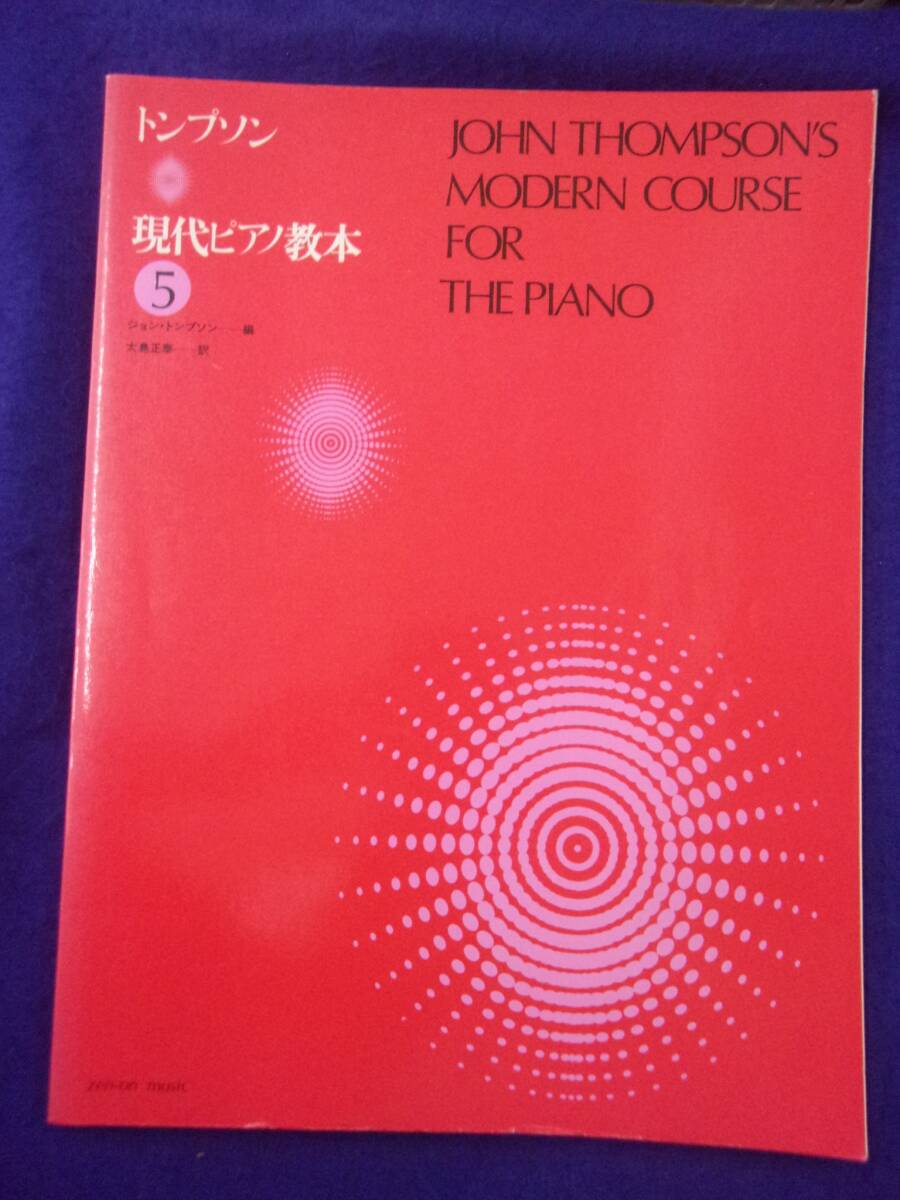 トンプソン
現代ピアノ教本
5
ジョン・トンプソン——編
大島正泰——訳
JOHN THOMPSON'S
MODERN COURSE
FOR
THE PIANO
zen-on music